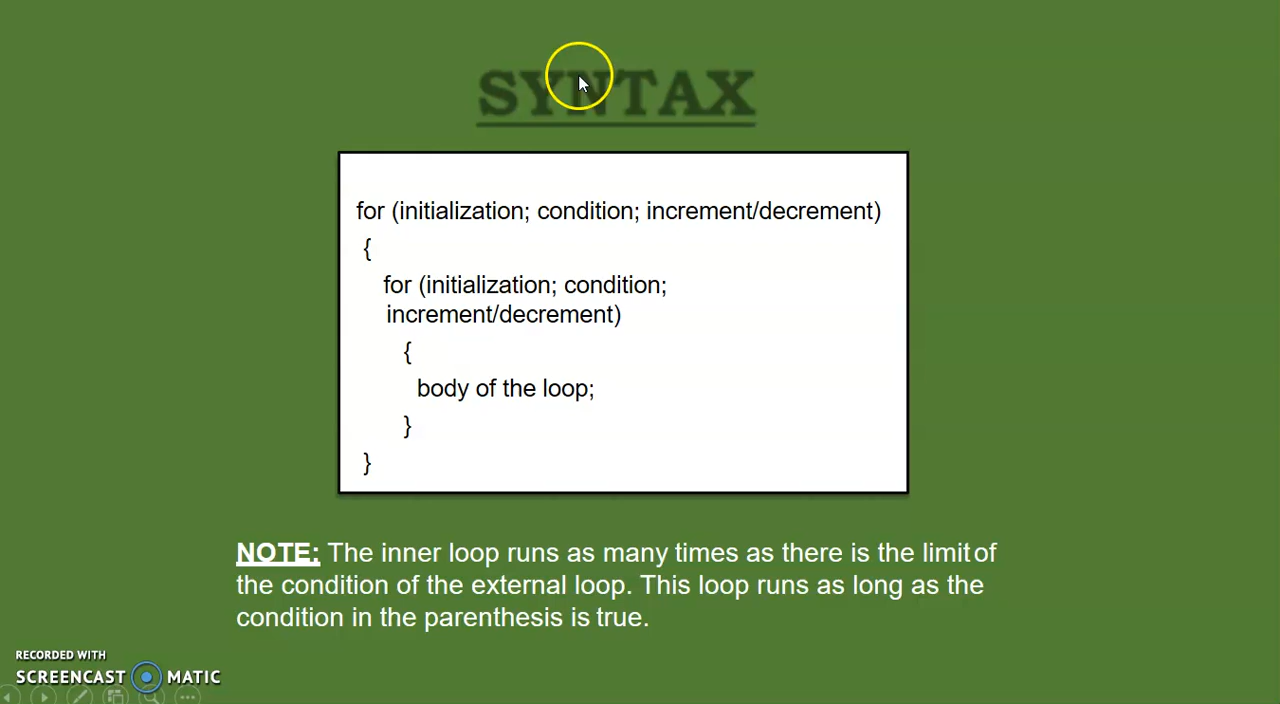 SYNTAX
for (initialization; condition; increment/decrement)
{
for (initialization; condition;
increment/decrement)
{
body of the loop;
}
}
NOTE: The inner loop runs as many times as there is the limit of
the condition of the external loop. This loop runs as long as the
condition in the parenthesis is true.
RECORDED WITH
SCREENCAST MATIC